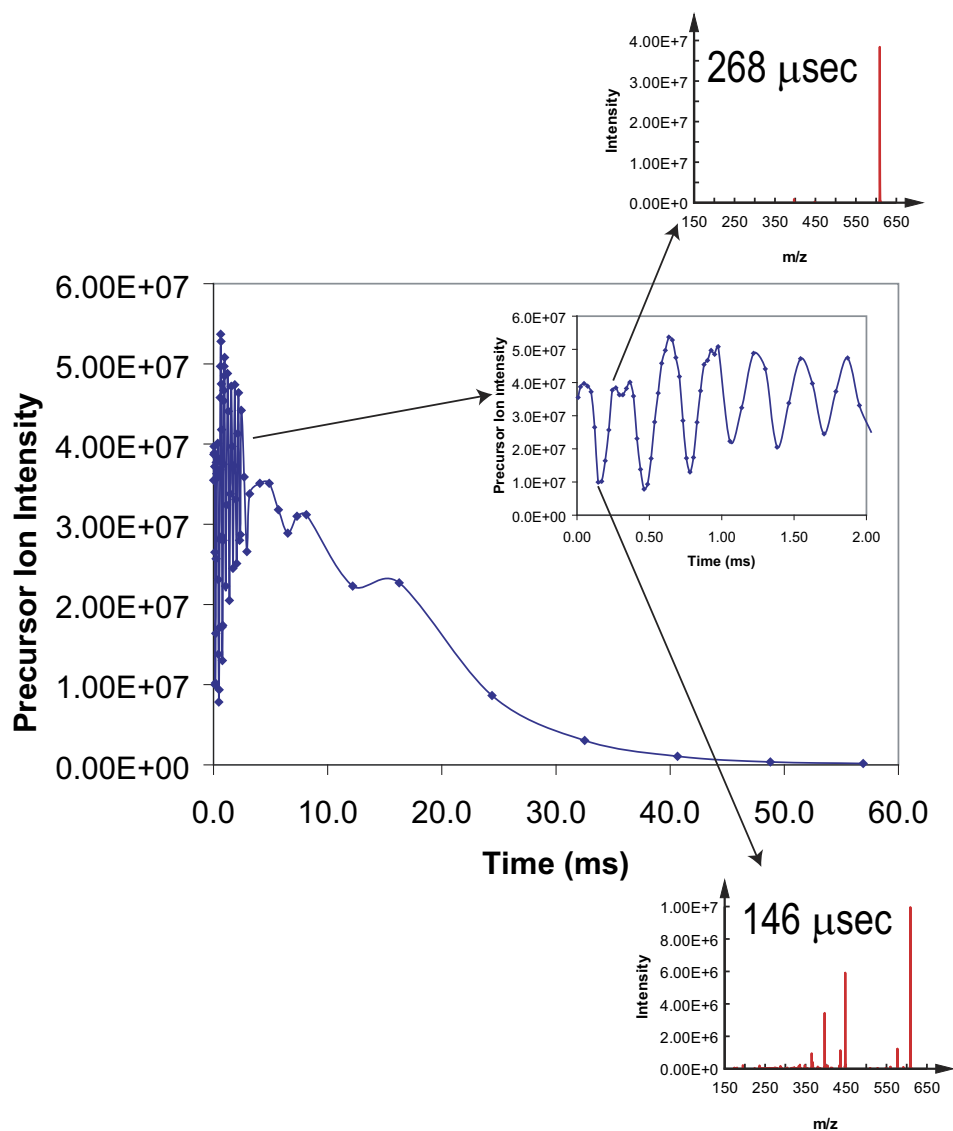 4.00E+7
3.00E+7
2.00E+7
1.00E+7
0.00E+0
Intensity
268 μsec
150 250 350 450 550 650
m/z
6.00E+07
5.00E+07
4.00E+07
3.00E+07
2.00E+07
1.00E+07
0.00E+00
Precursor Ion Intensity
0.0 10.0 20.0 30.0 40.0 50.0 60.0
Time (ms)
6.0E+07
5.0E+07
4.0E+07
3.0E+07
2.0E+07
1.0E+07
0.0E+00
Precursor Ion intensity
0.00 0.50 1.00 1.50 2.00
Time (ms)
1.00E+7
8.00E+6
6.00E+6
4.00E+6
2.00E+6
0.00E+0
Intensity
146 μsec
150 250 350 450 550 650
m/z